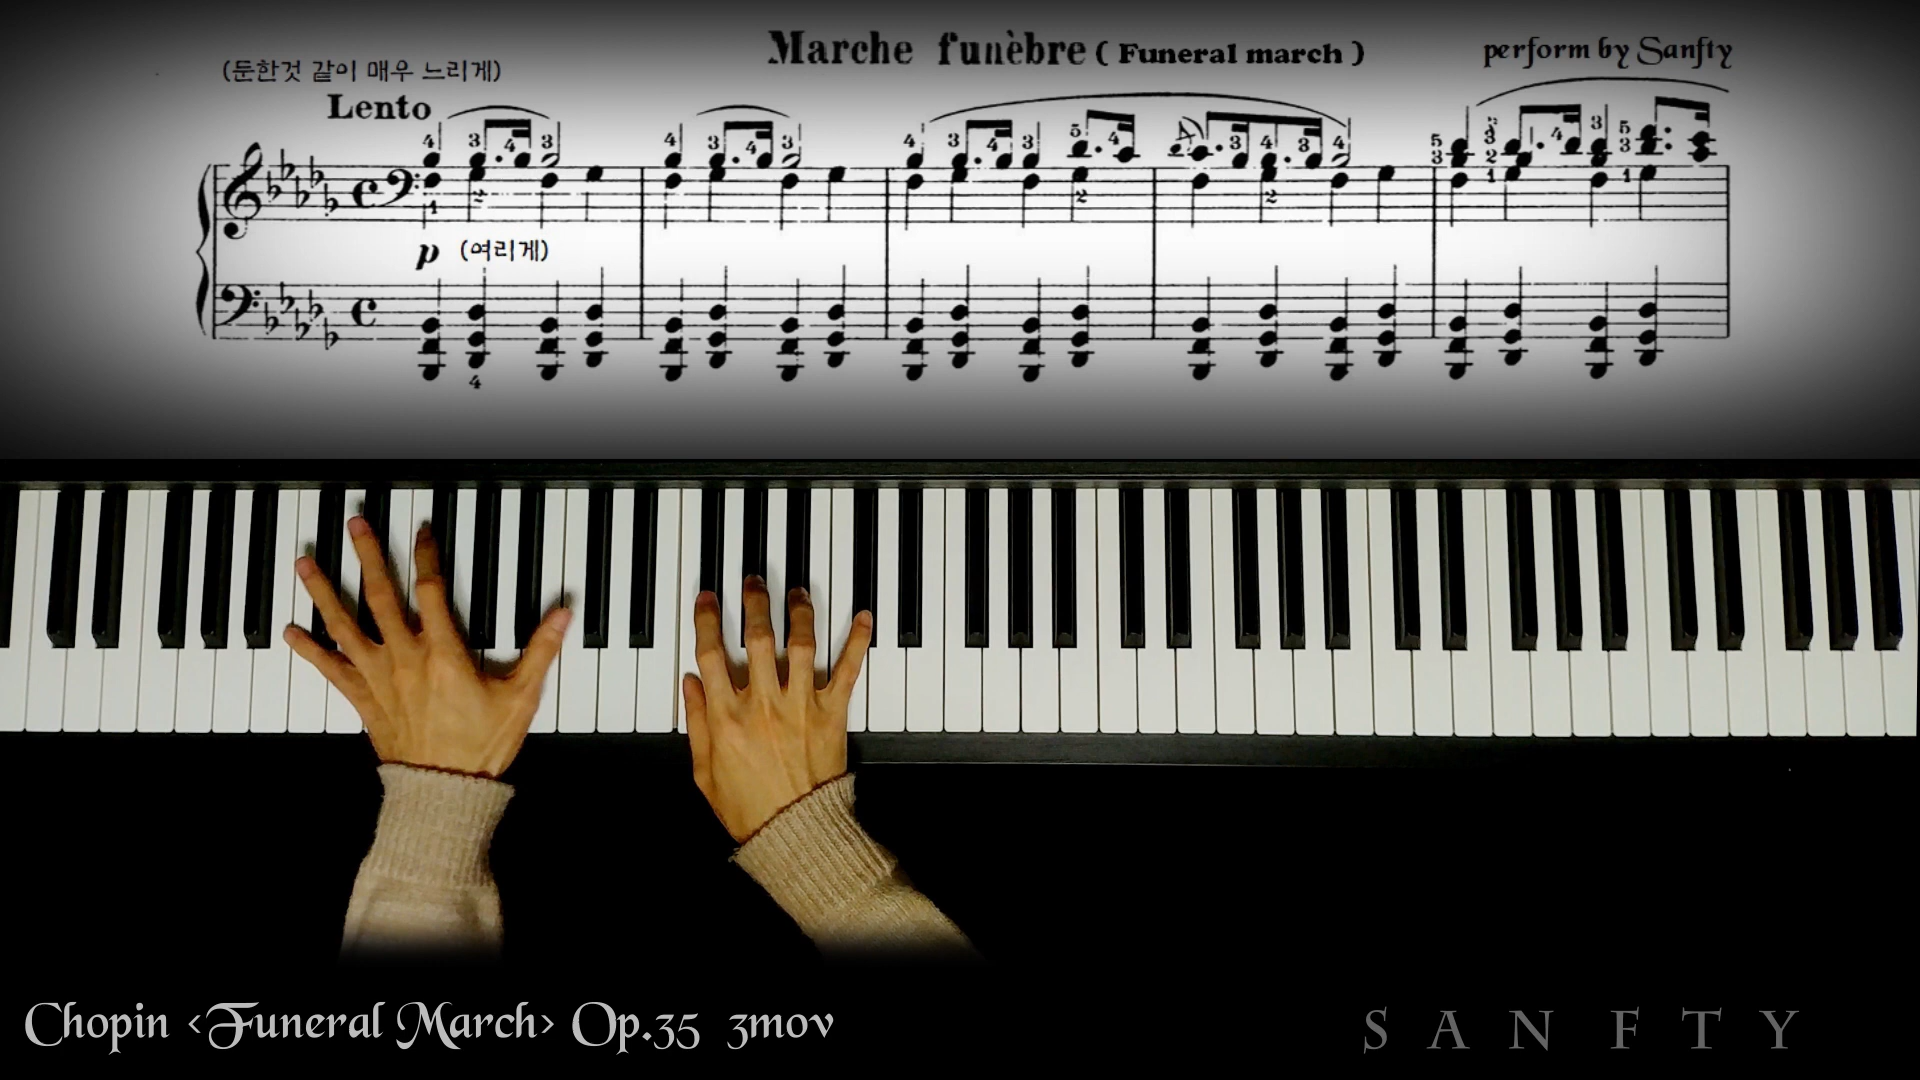 Marche funèbre ( Funeral march )
perform by Sanfty
(둔한것 같이 매우 느리게)
Lento
p (여리게)
Chopin <Funeral March> Op.35 3mov
SANFTY